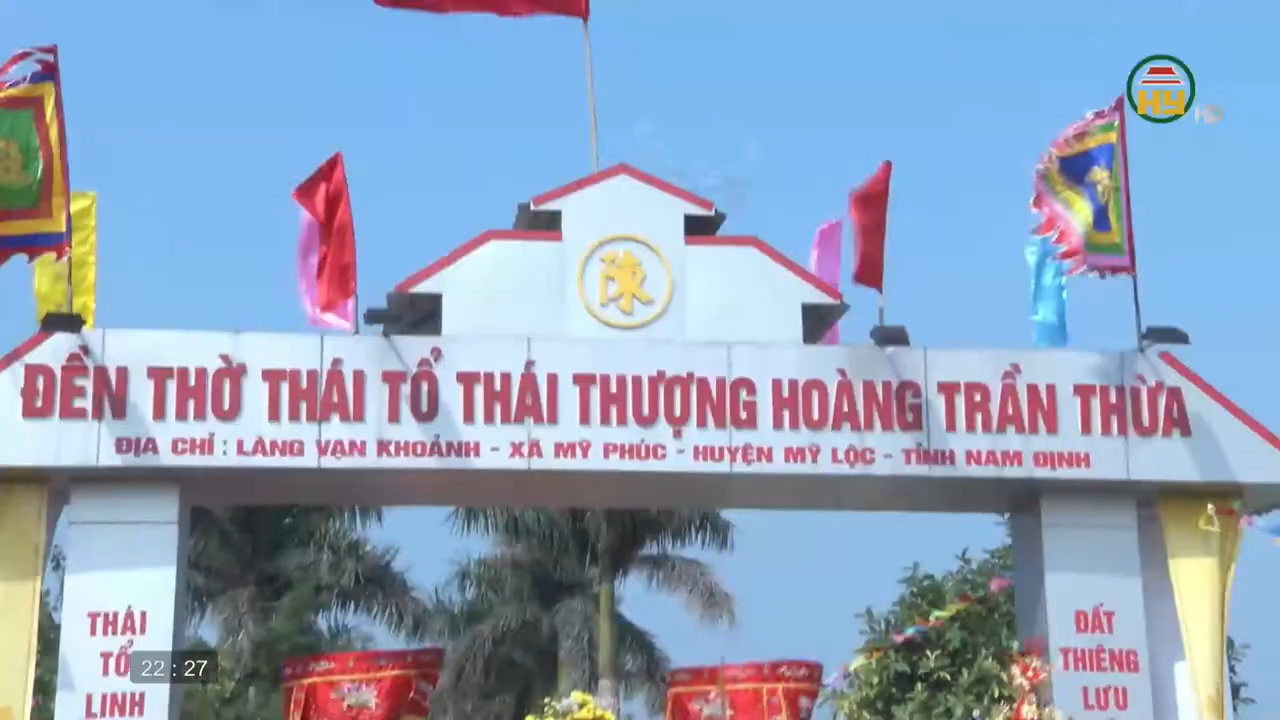 HY
HD
陳
ĐỀN THỜ THÁI TỔ THÁI THƯỢNG HOÀNG TRẦN THỪA
ĐỊA CHỈ : LÀNG VẠN KHOẢNH - XÃ MỸ PHÚC - HUYỆN MỸ LỘC - TỈNH NAM ĐỊNH
THÁI
TỔ
LINH
ĐẤT
THIÊNG
LƯU
22 : 27